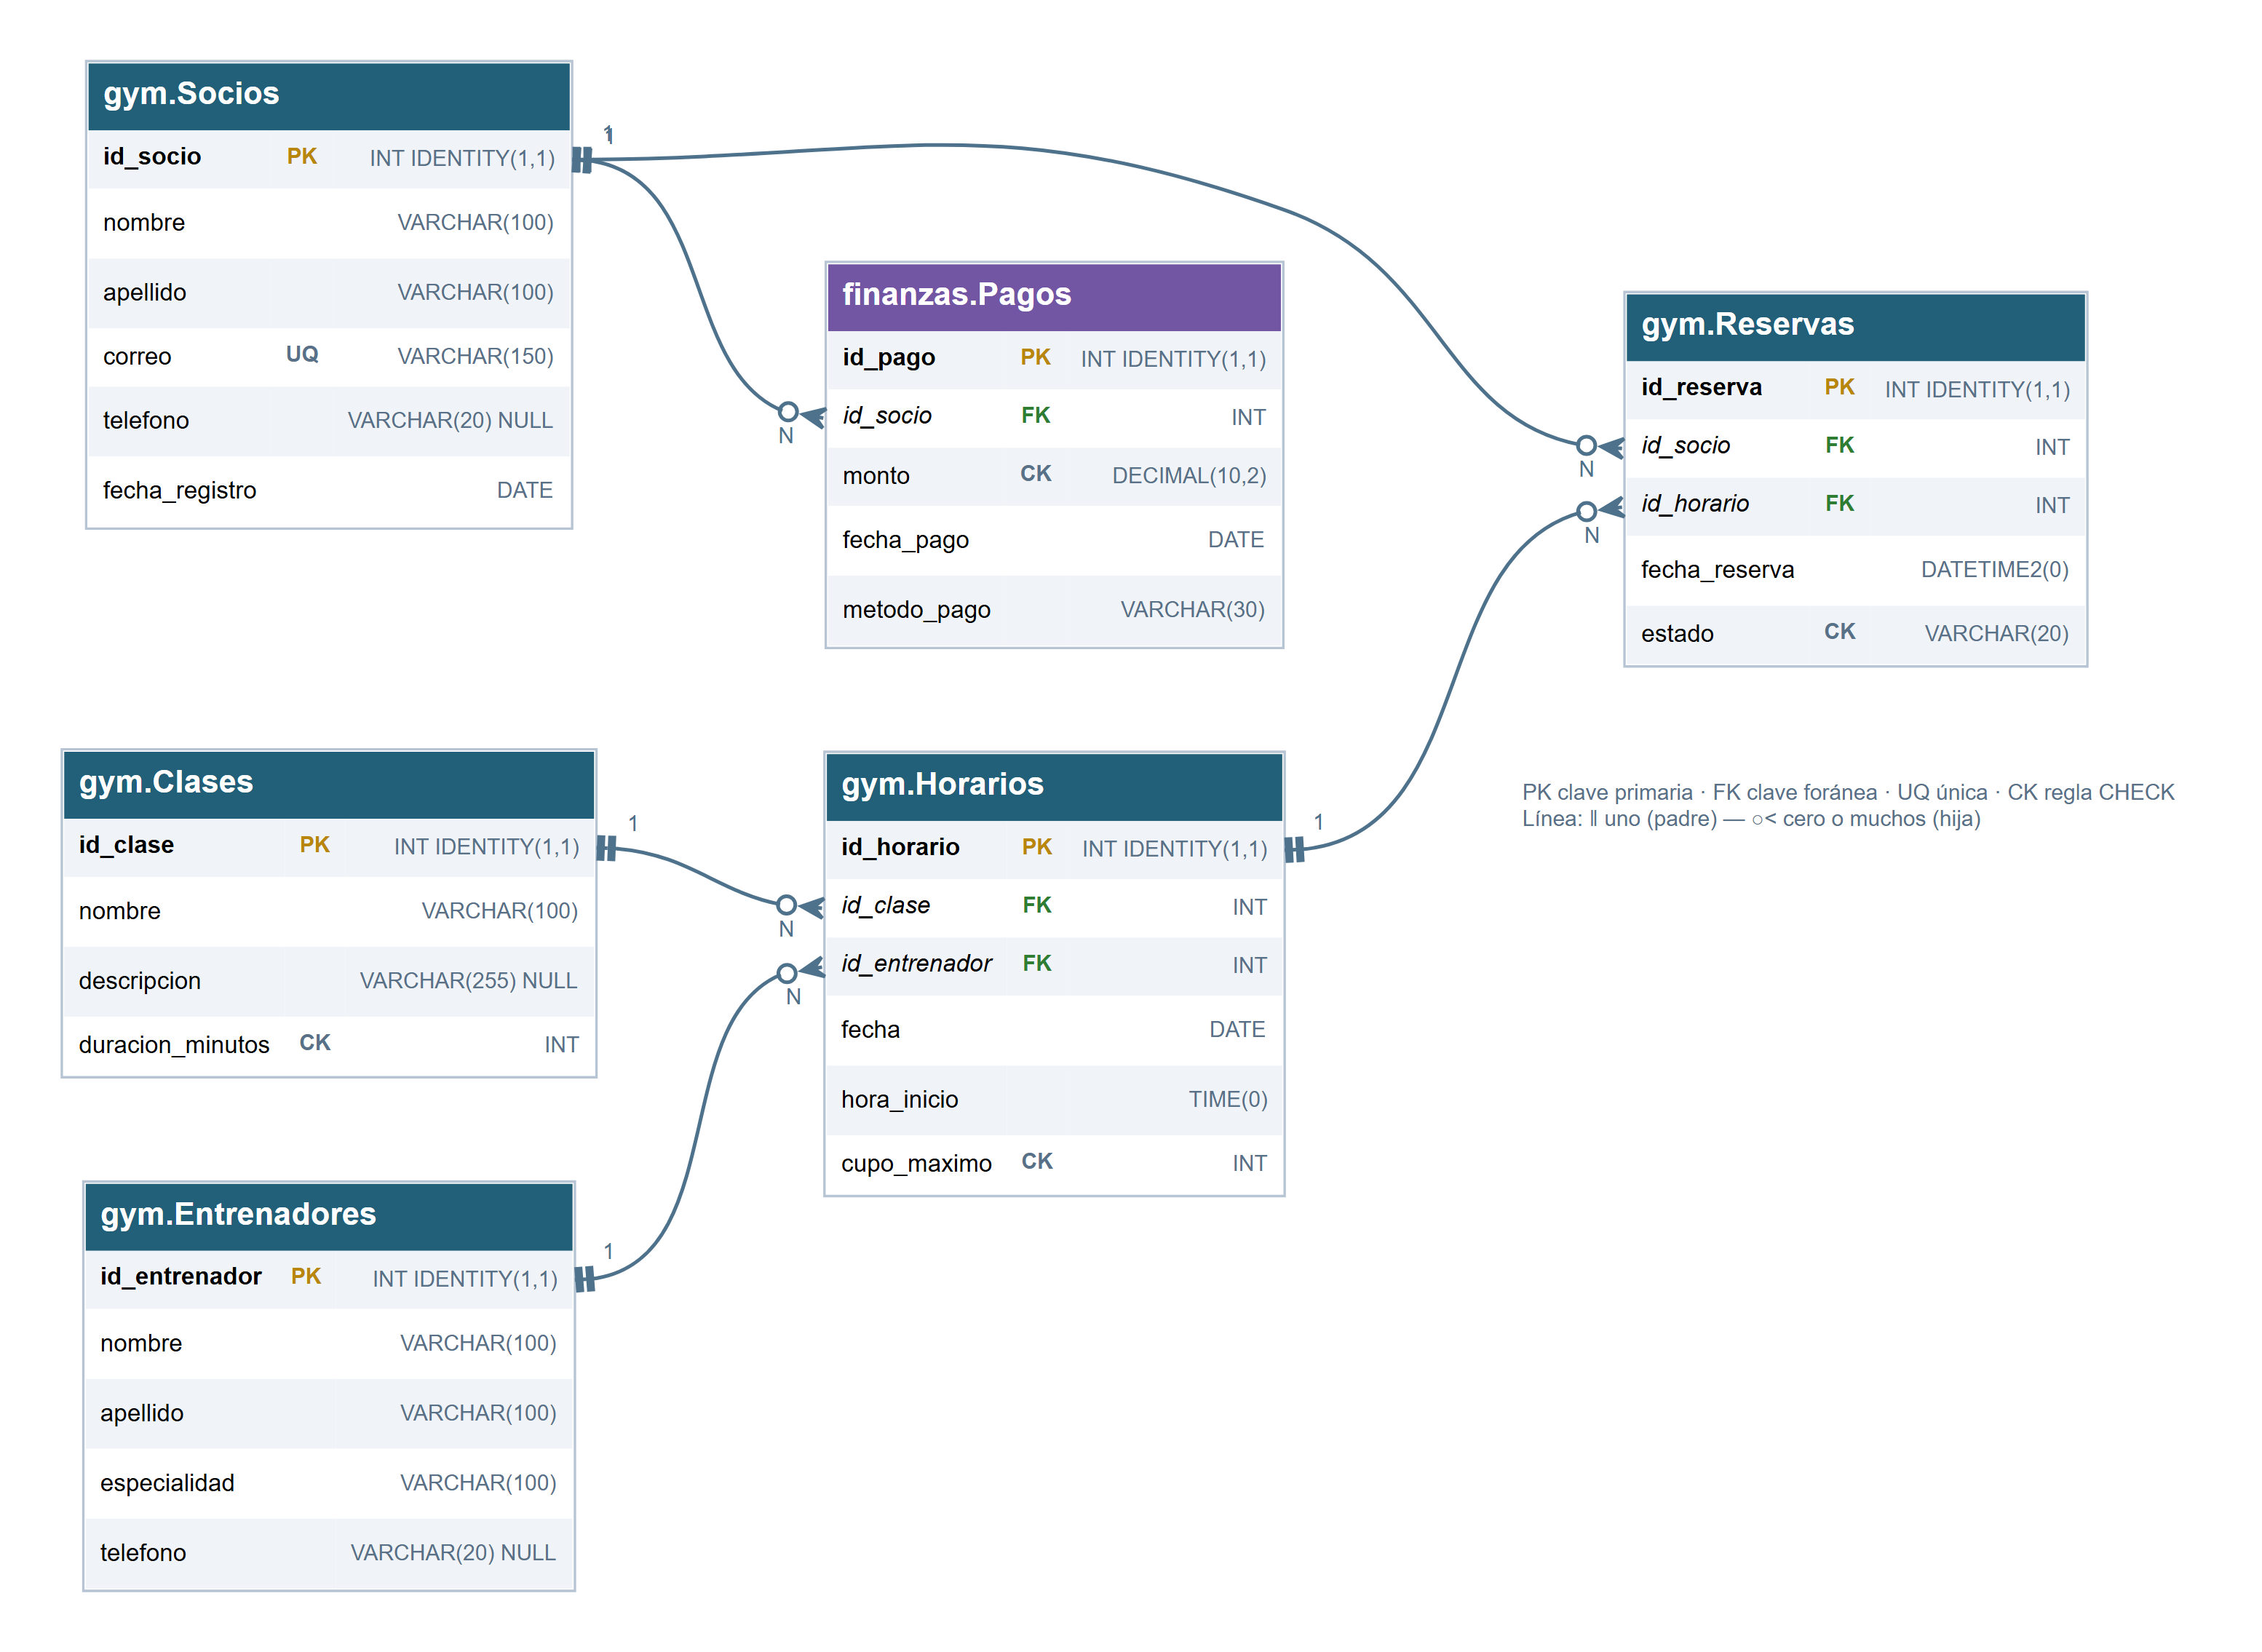 gym.Socios
id_socio PK INT IDENTITY(1,1)
nombre VARCHAR(100)
apellido VARCHAR(100)
correo UQ VARCHAR(150)
telefono VARCHAR(20) NULL
fecha_registro DATE
1
1
N
finanzas.Pagos
id_pago PK INT IDENTITY(1,1)
id_socio FK INT
monto CK DECIMAL(10,2)
fecha_pago DATE
metodo_pago VARCHAR(30)
N
N
gym.Reservas
id_reserva PK INT IDENTITY(1,1)
id_socio FK INT
id_horario FK INT
fecha_reserva DATETIME2(0)
estado CK VARCHAR(20)
gym.Clases
id_clase PK INT IDENTITY(1,1)
nombre VARCHAR(100)
descripcion VARCHAR(255) NULL
duracion_minutos CK INT
1
N
N
gym.Horarios
id_horario PK INT IDENTITY(1,1)
id_clase FK INT
id_entrenador FK INT
fecha DATE
hora_inicio TIME(0)
cupo_maximo CK INT
1
PK clave primaria · FK clave foránea · UQ única · CK regla CHECK
Línea: ‖ uno (padre) — ○< cero o muchos (hija)
gym.Entrenadores
id_entrenador PK INT IDENTITY(1,1)
nombre VARCHAR(100)
apellido VARCHAR(100)
especialidad VARCHAR(100)
telefono VARCHAR(20) NULL
1